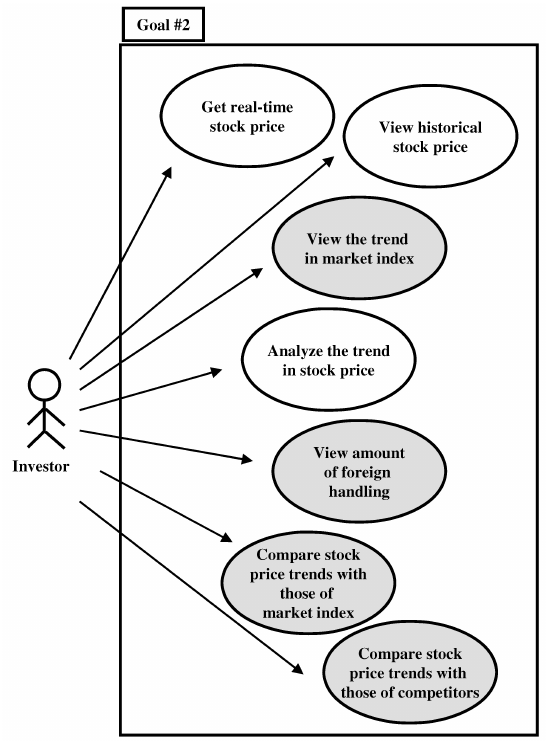 Goal #2
Get real-time
stock price
View historical
stock price
View the trend
in market index
Analyze the trend
in stock price
Investor
View amount
of foreign
handling
Compare stock
price trends with
those of
market index
Compare stock
price trends with
those of competitors